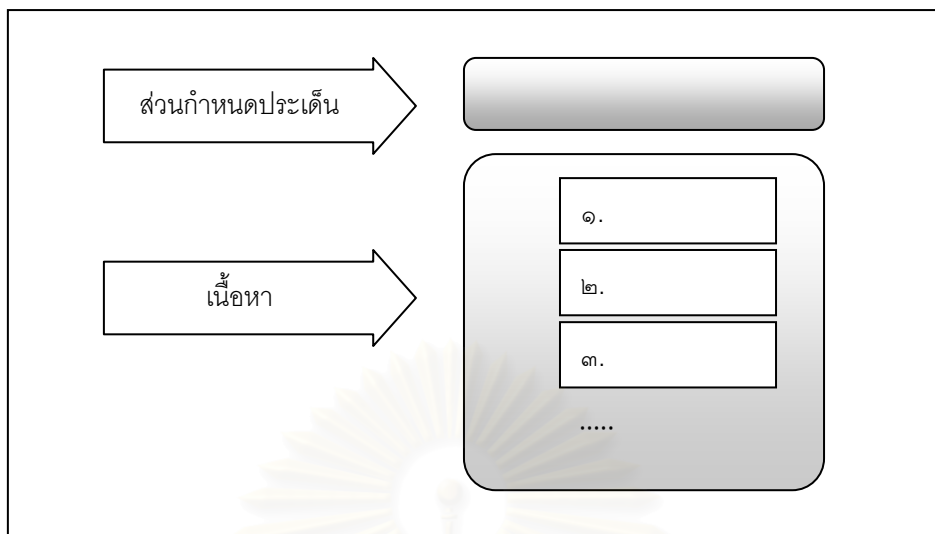 ส่วนกำหนดประเด็น
๑.
เนื้อหา
๒.
๓.
.....